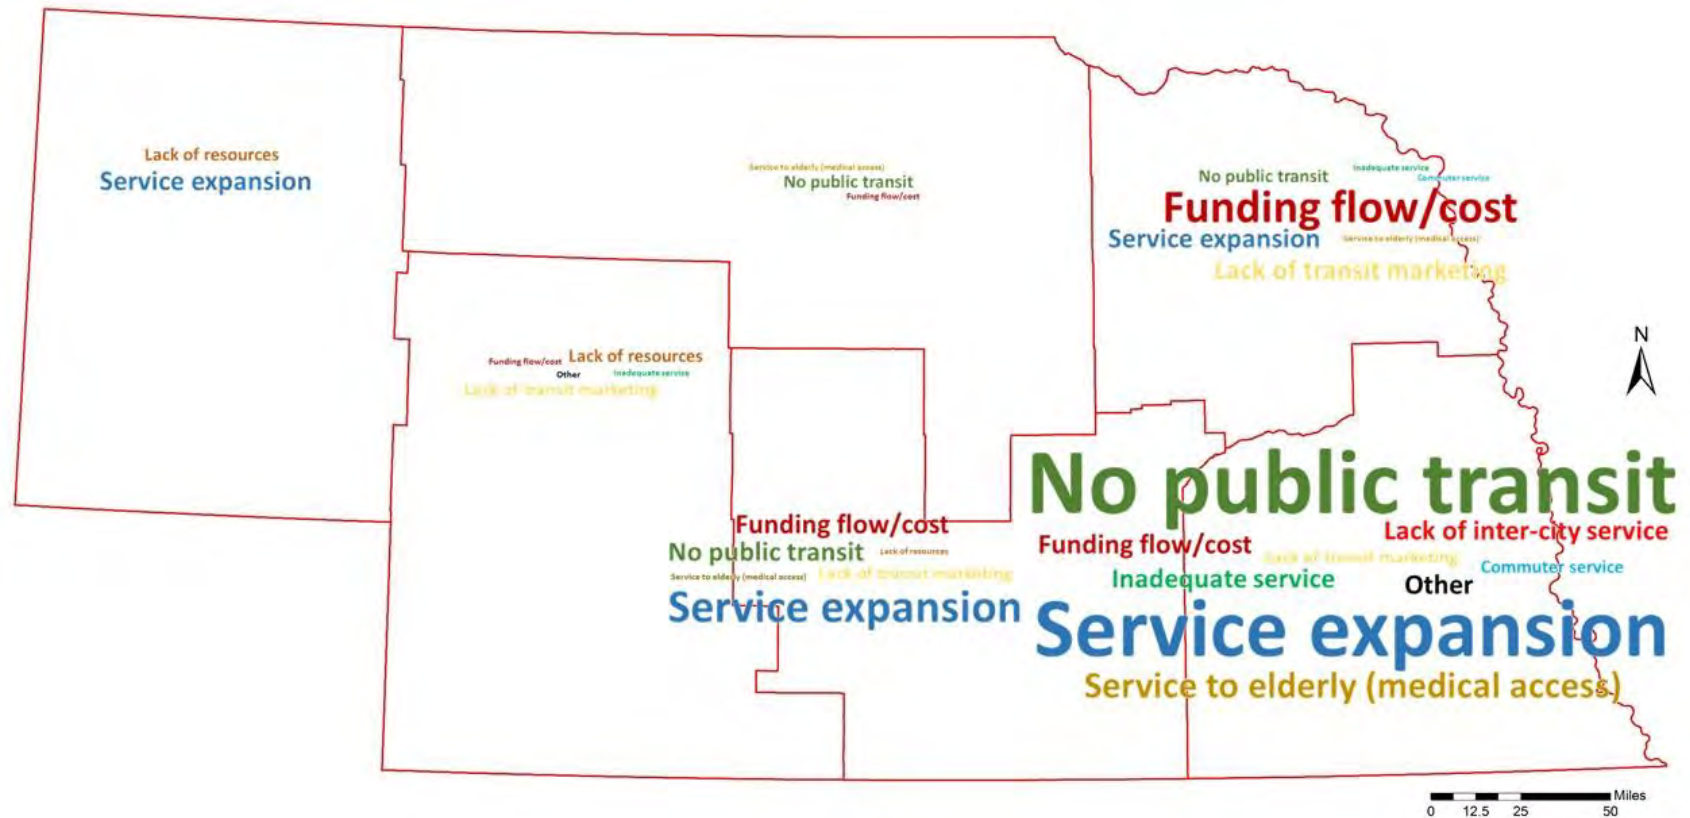 Lack of resources
Service expansion
Service to elderly (medical access)
No public transit
Funding flow/cost
No public transit
Inadequate service
Commuter service
Funding flow/cost
Service expansion
Service to elderly (medical access)
Lack of transit marketing
Funding flow/cost
Lack of resources
Other
Inadequate service
Lack of transit marketing
Funding flow/cost
No public transit
Lack of resources
Service to elderly (medical access)
Lack of transit marketing
Service expansion
No public transit
Lack of inter-city service
Funding flow/cost
Lack of transit marketing
Commuter service
Inadequate service
Other
Service expansion
Service to elderly (medical access)
N
Miles
0 12.5 25 50